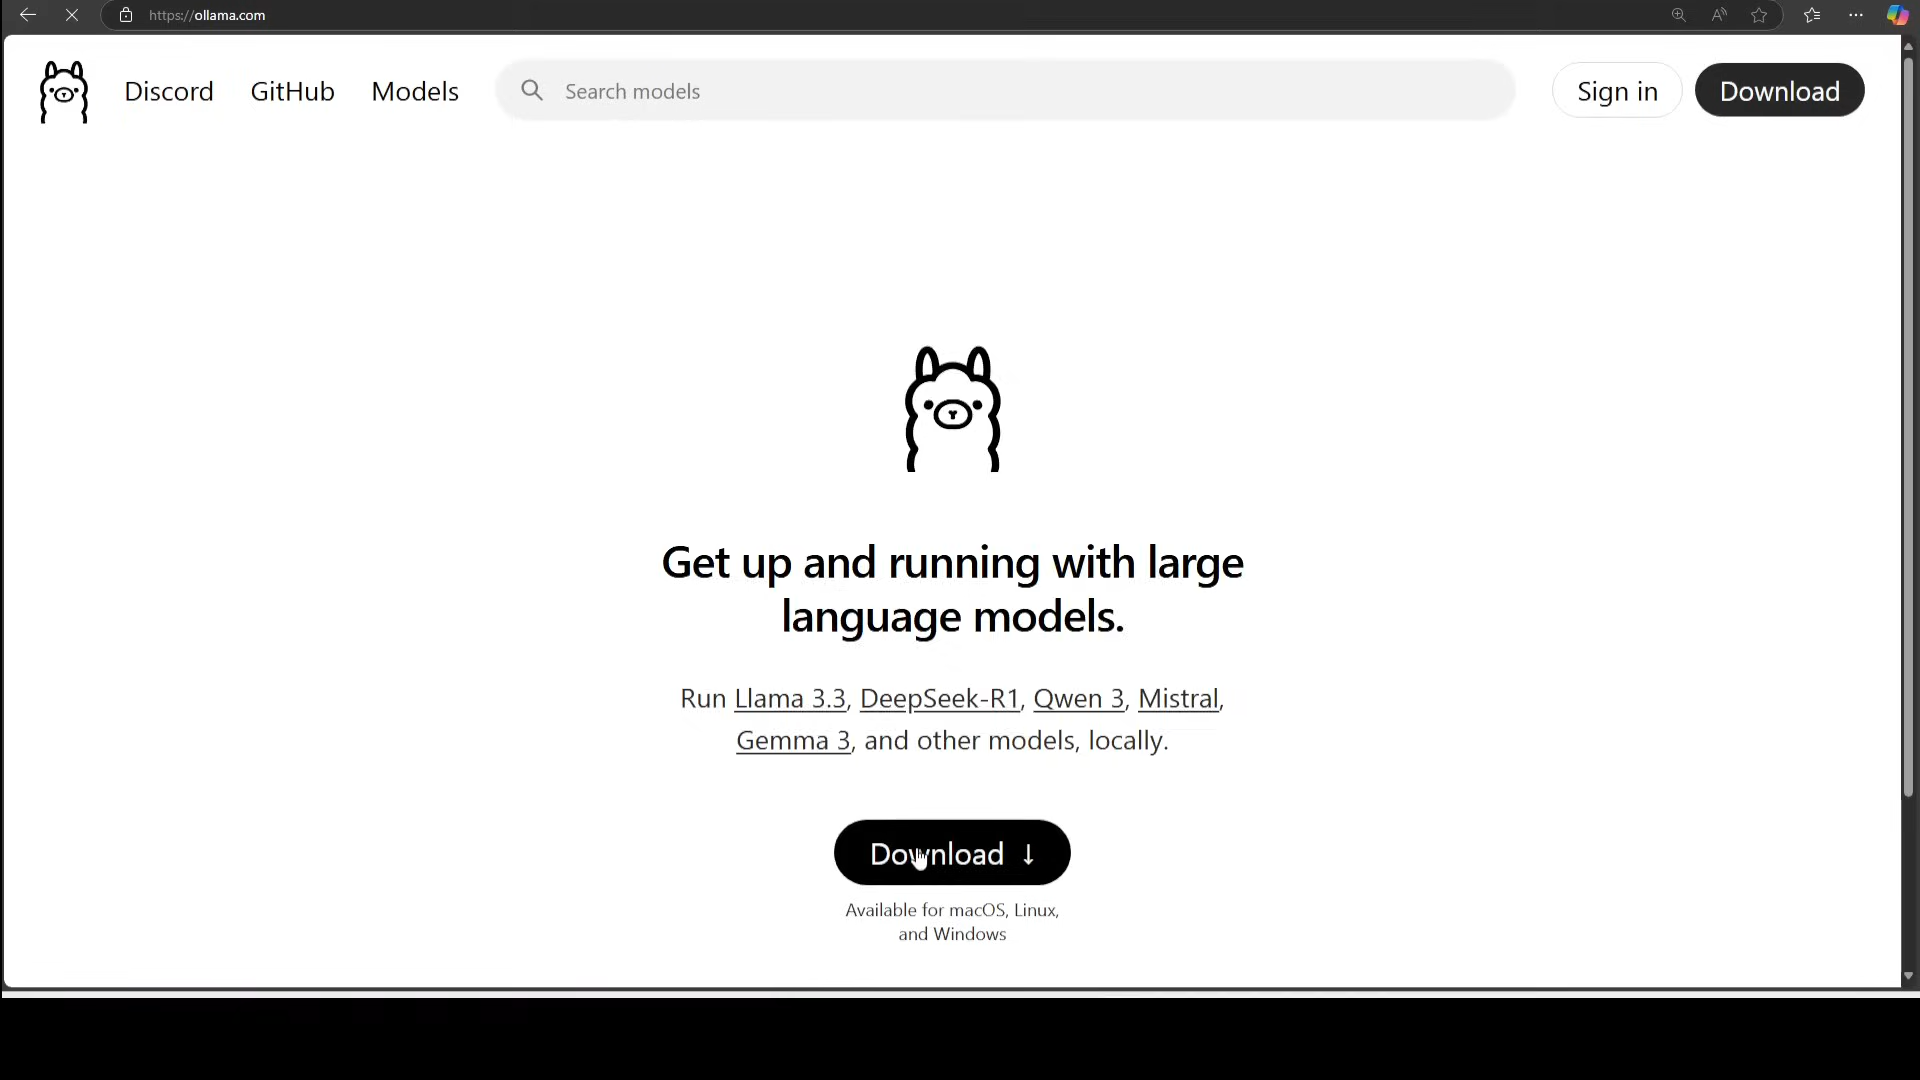 https://ollama.com
Discord GitHub Models Search models Sign in Download
Get up and running with large
language models.
Run Llama 3.3, DeepSeek-R1, Qwen 3, Mistral,
Gemma 3, and other models, locally.
Download ↓
Available for macOS, Linux,
and Windows